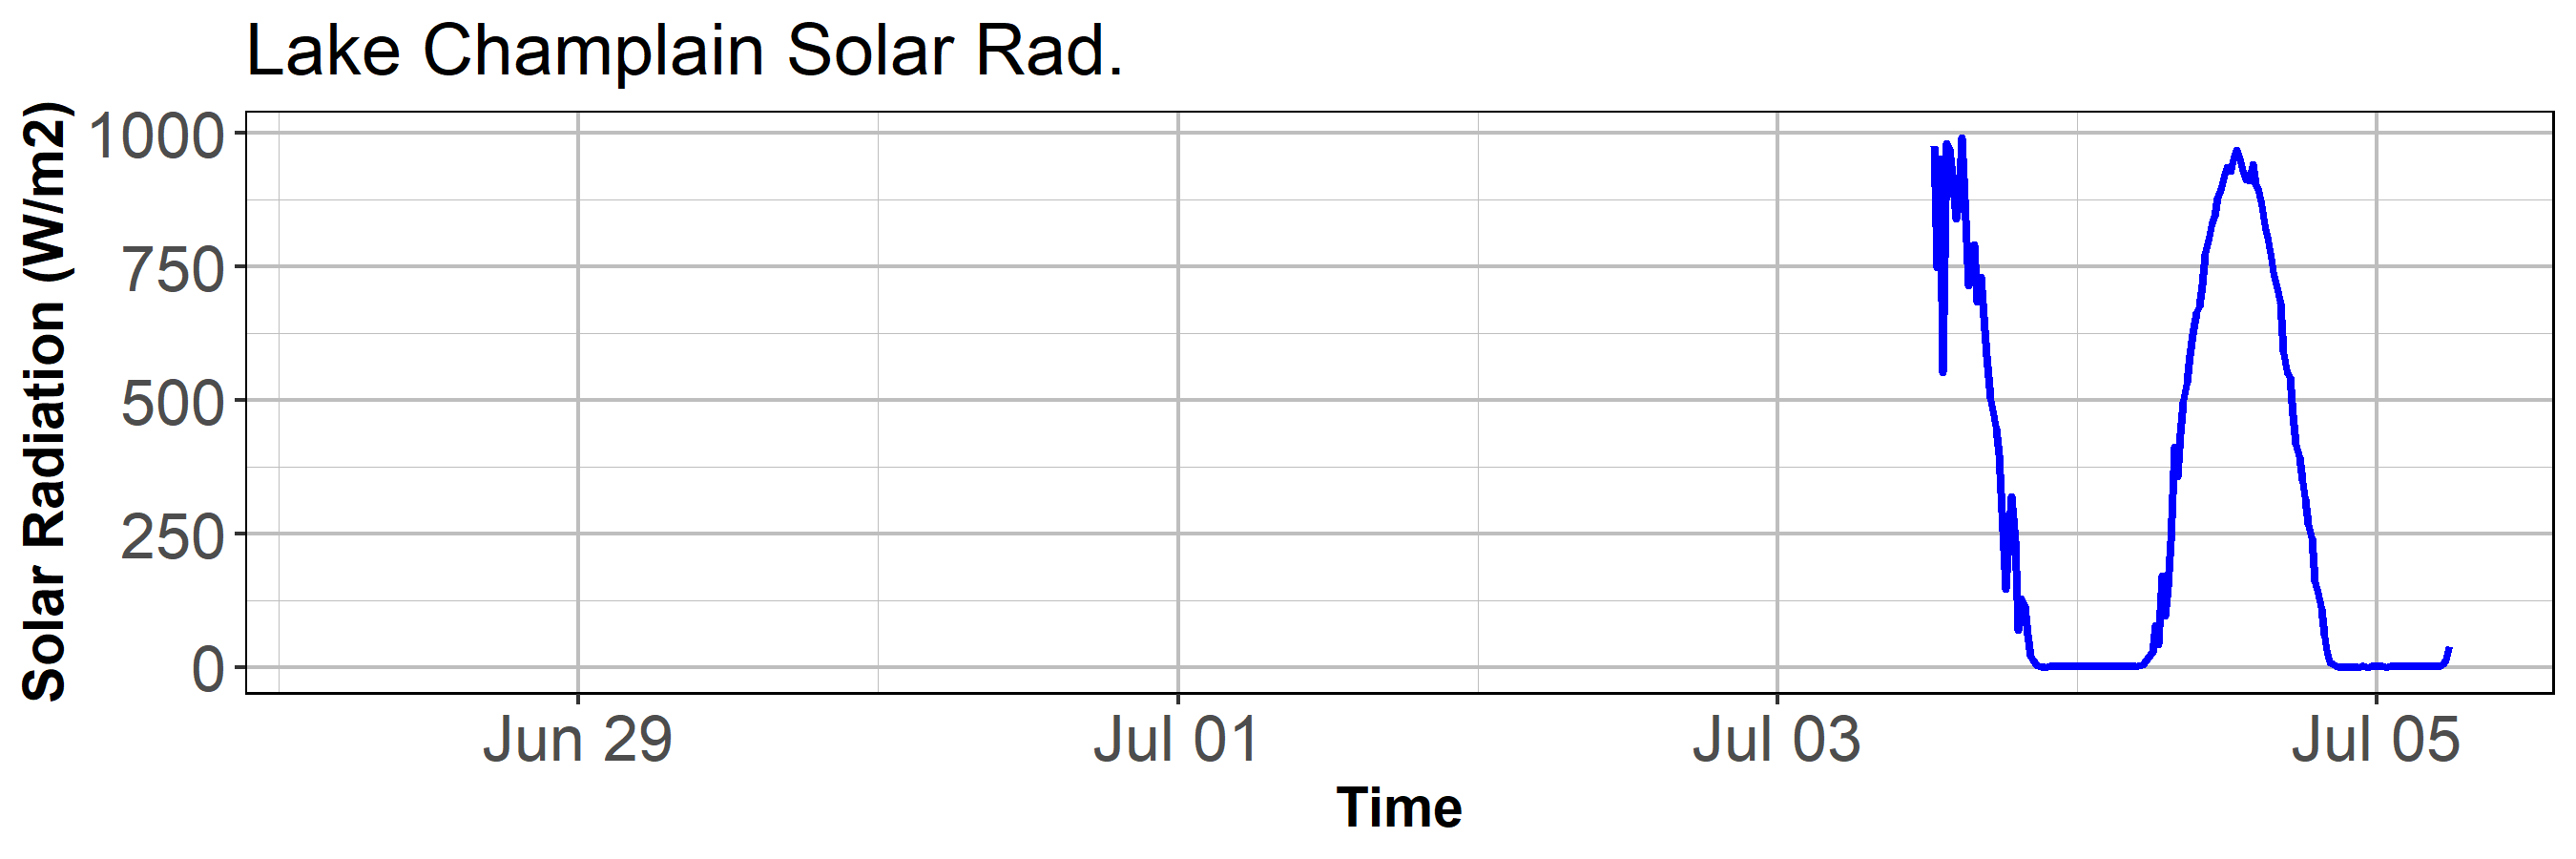 Lake Champlain Solar Rad.
Solar Radiation (W/m2)
1000
750
500
250
0
Jun 29
Jul 01
Jul 03
Jul 05
Time